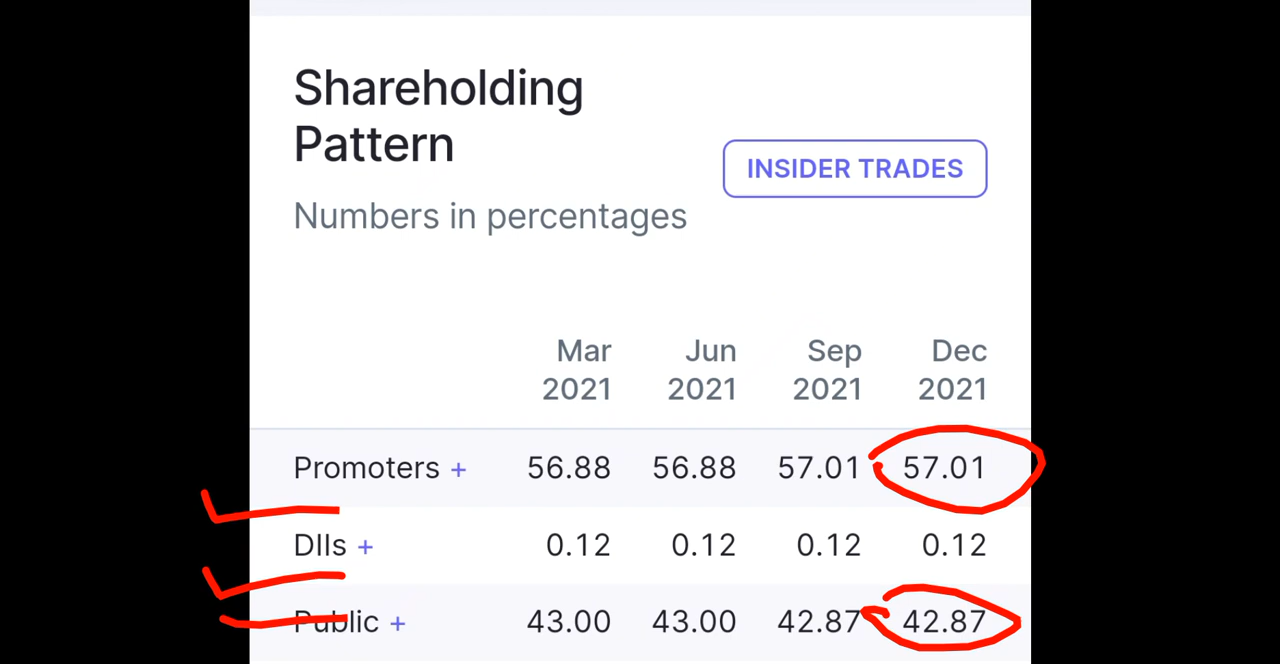 Shareholding
Pattern
INSIDER TRADES
Numbers in percentages
Mar Jun Sep Dec
2021 2021 2021 2021
Promoters + 56.88 56.88 57.01 57.01
DIIs + 0.12 0.12 0.12 0.12
Public + 43.00 43.00 42.87 42.87